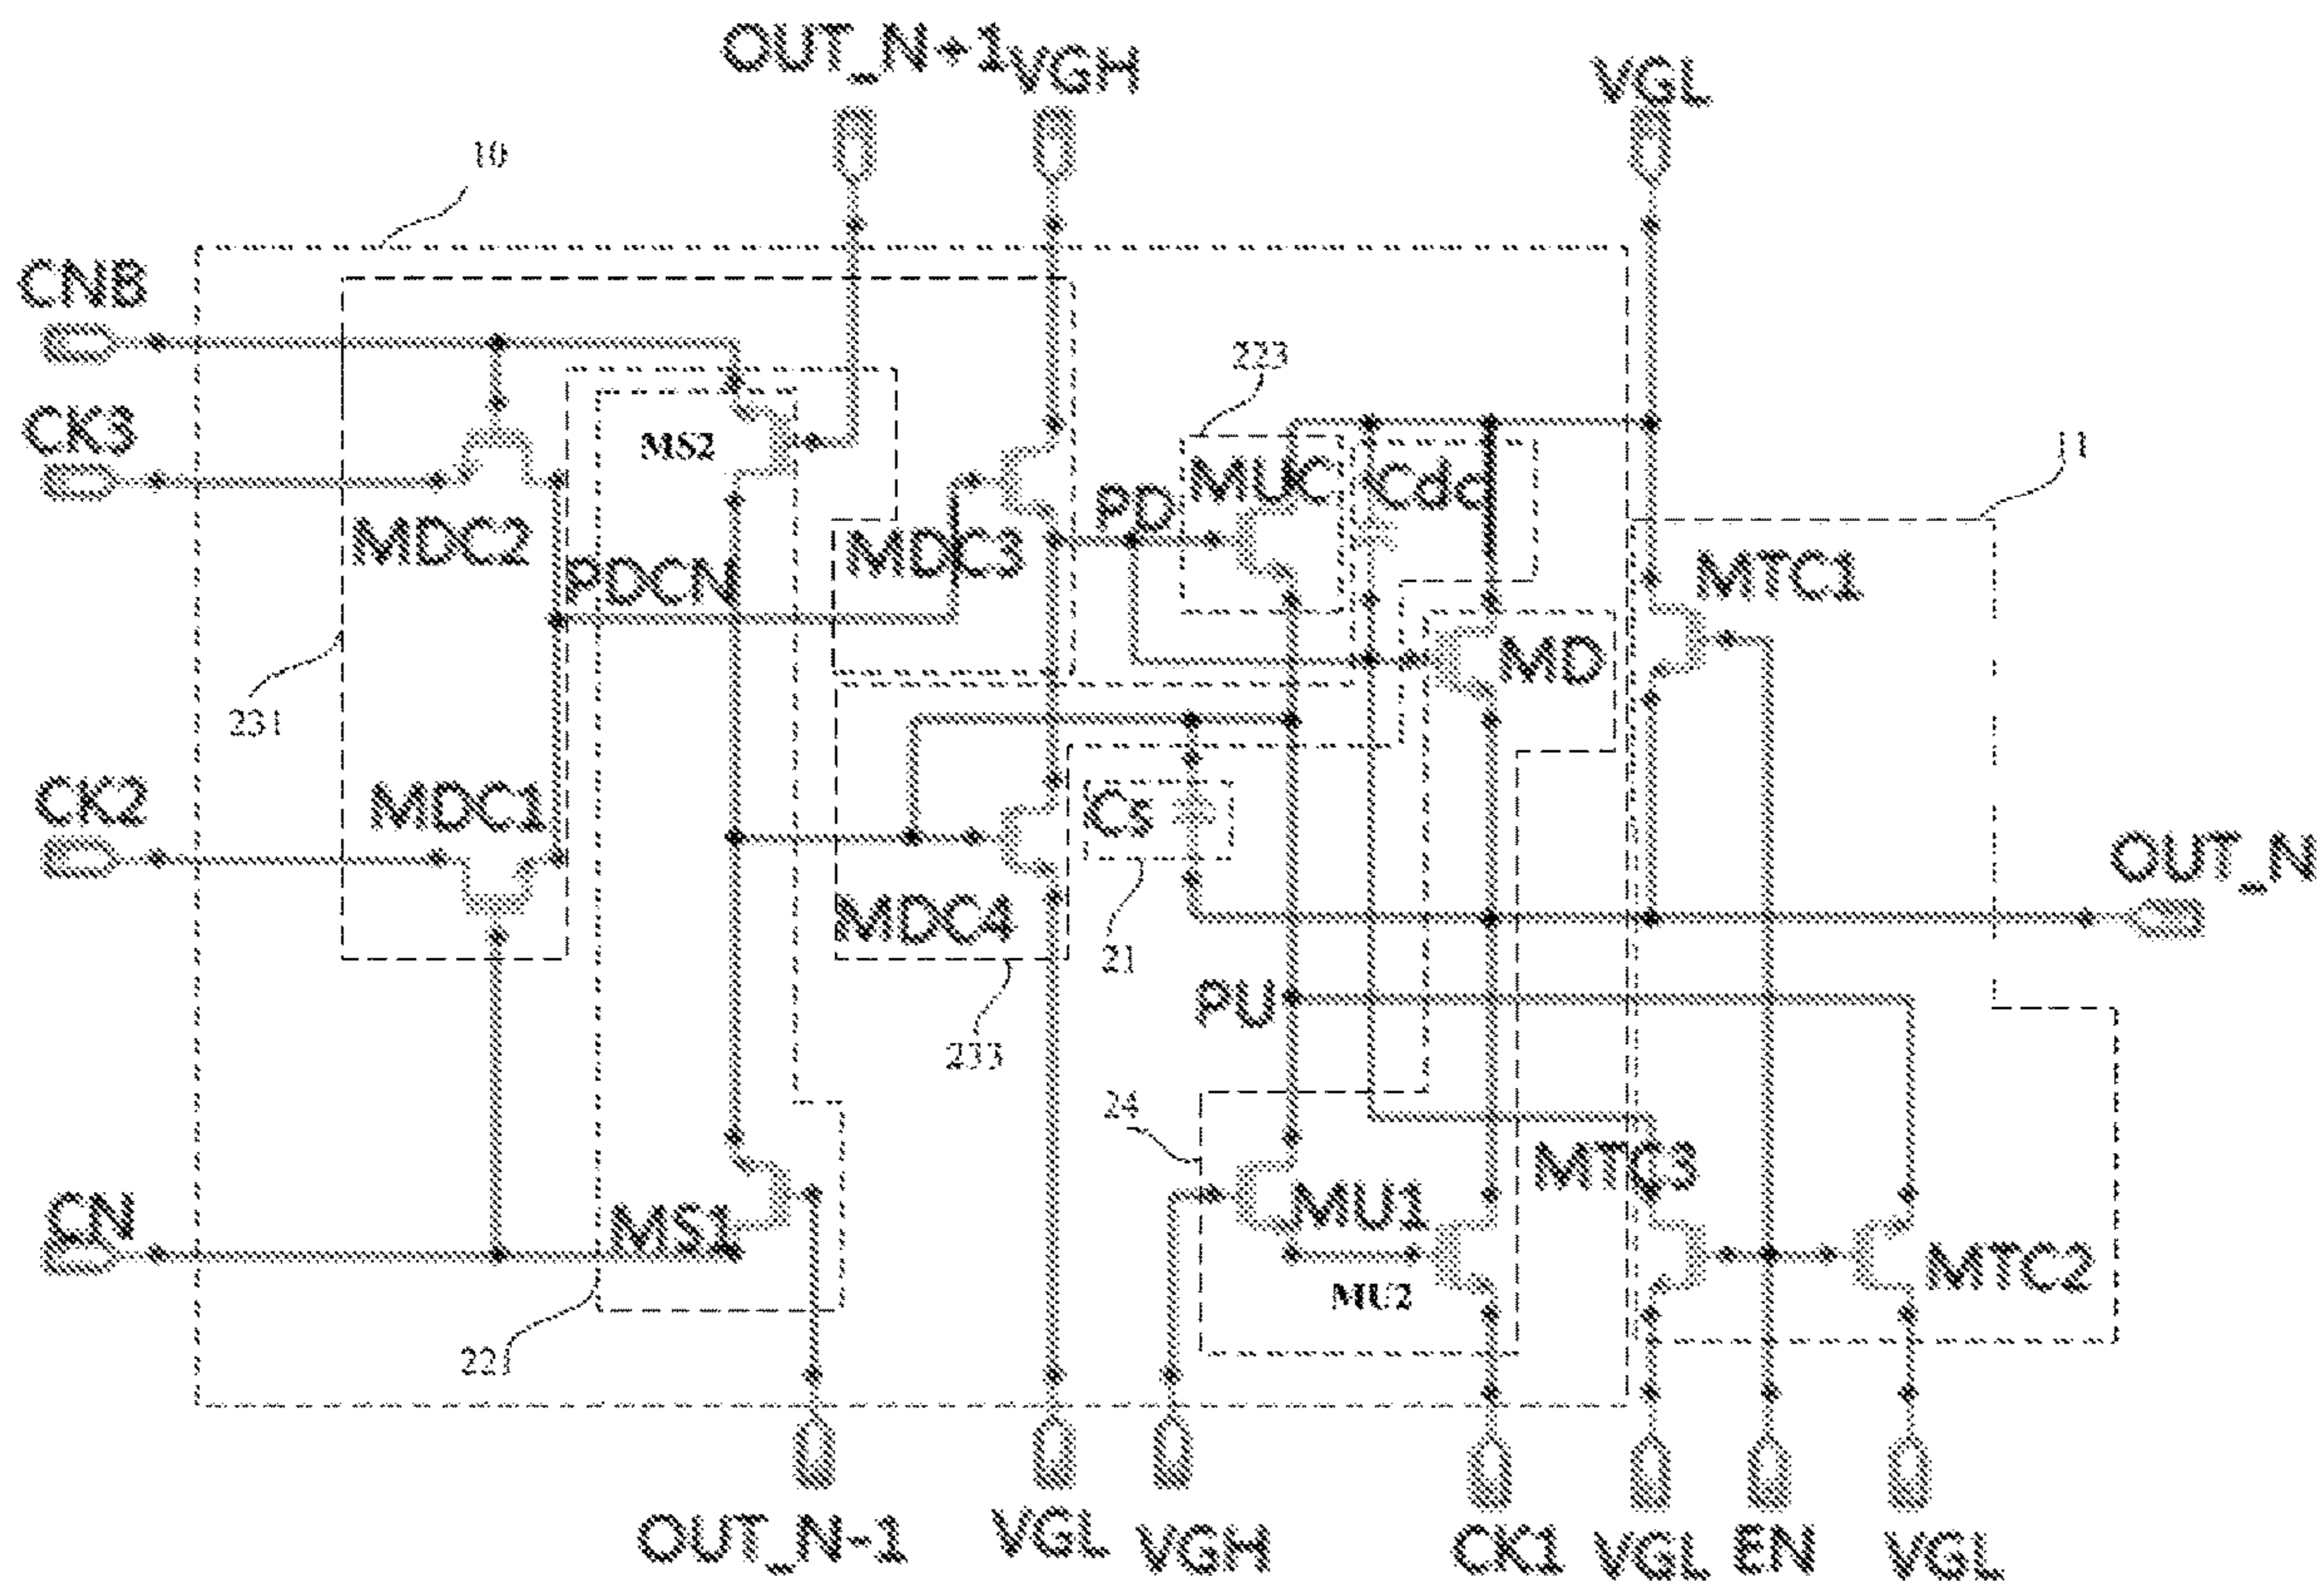 OUT_N+1
VGH
VGL
10
CNB
223
CK3
MS2
11
MUC
Cdc
PD
MDC2
MDC3
PDCN
MTC1
MD
231
CK2
MDC1
Cs
OUT_N
MDC4
21
PU
233
24
MTC3
CN
MS1
MU1
MTC2
MU2
221
OUT_N-1
VGL
VGH
CK1
VGL
EN
VGL